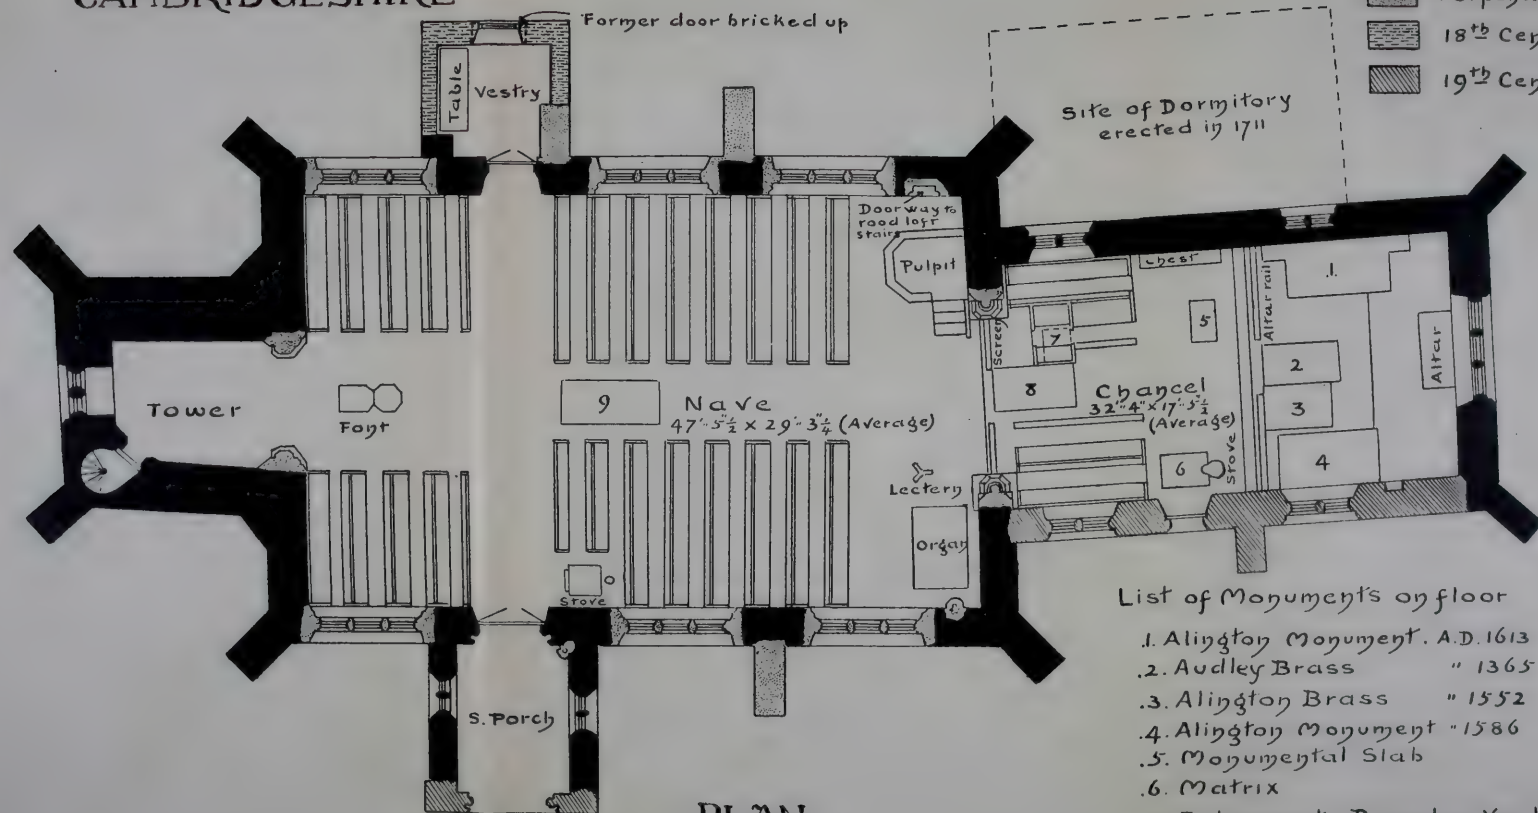 CAMBRIDGESHIRE
Former door bricked up
18th Cen
19th Cen
Table
Vestry
Site of Dormitory
erected in 1711
Doorway to
rood loft
stairs
Pulpit
Chest
Altar rail
.1.
5
Screen
7
2
Altar
8
Chancel
32'-4" x 17'-5½"
(Average)
3
Tower
Font
9
Nave
47'-5½" x 29'-3¼" (Average)
Stove
6
4
Lectern
Organ
Stove
S. Porch
List of Monuments on floor
.1. Alington Monument. A.D. 1613
.2. Audley Brass " 1365
.3. Alington Brass " 1552
.4. Alington Monument " 1586
.5. Monumental Slab
.6. Matrix
PLAN